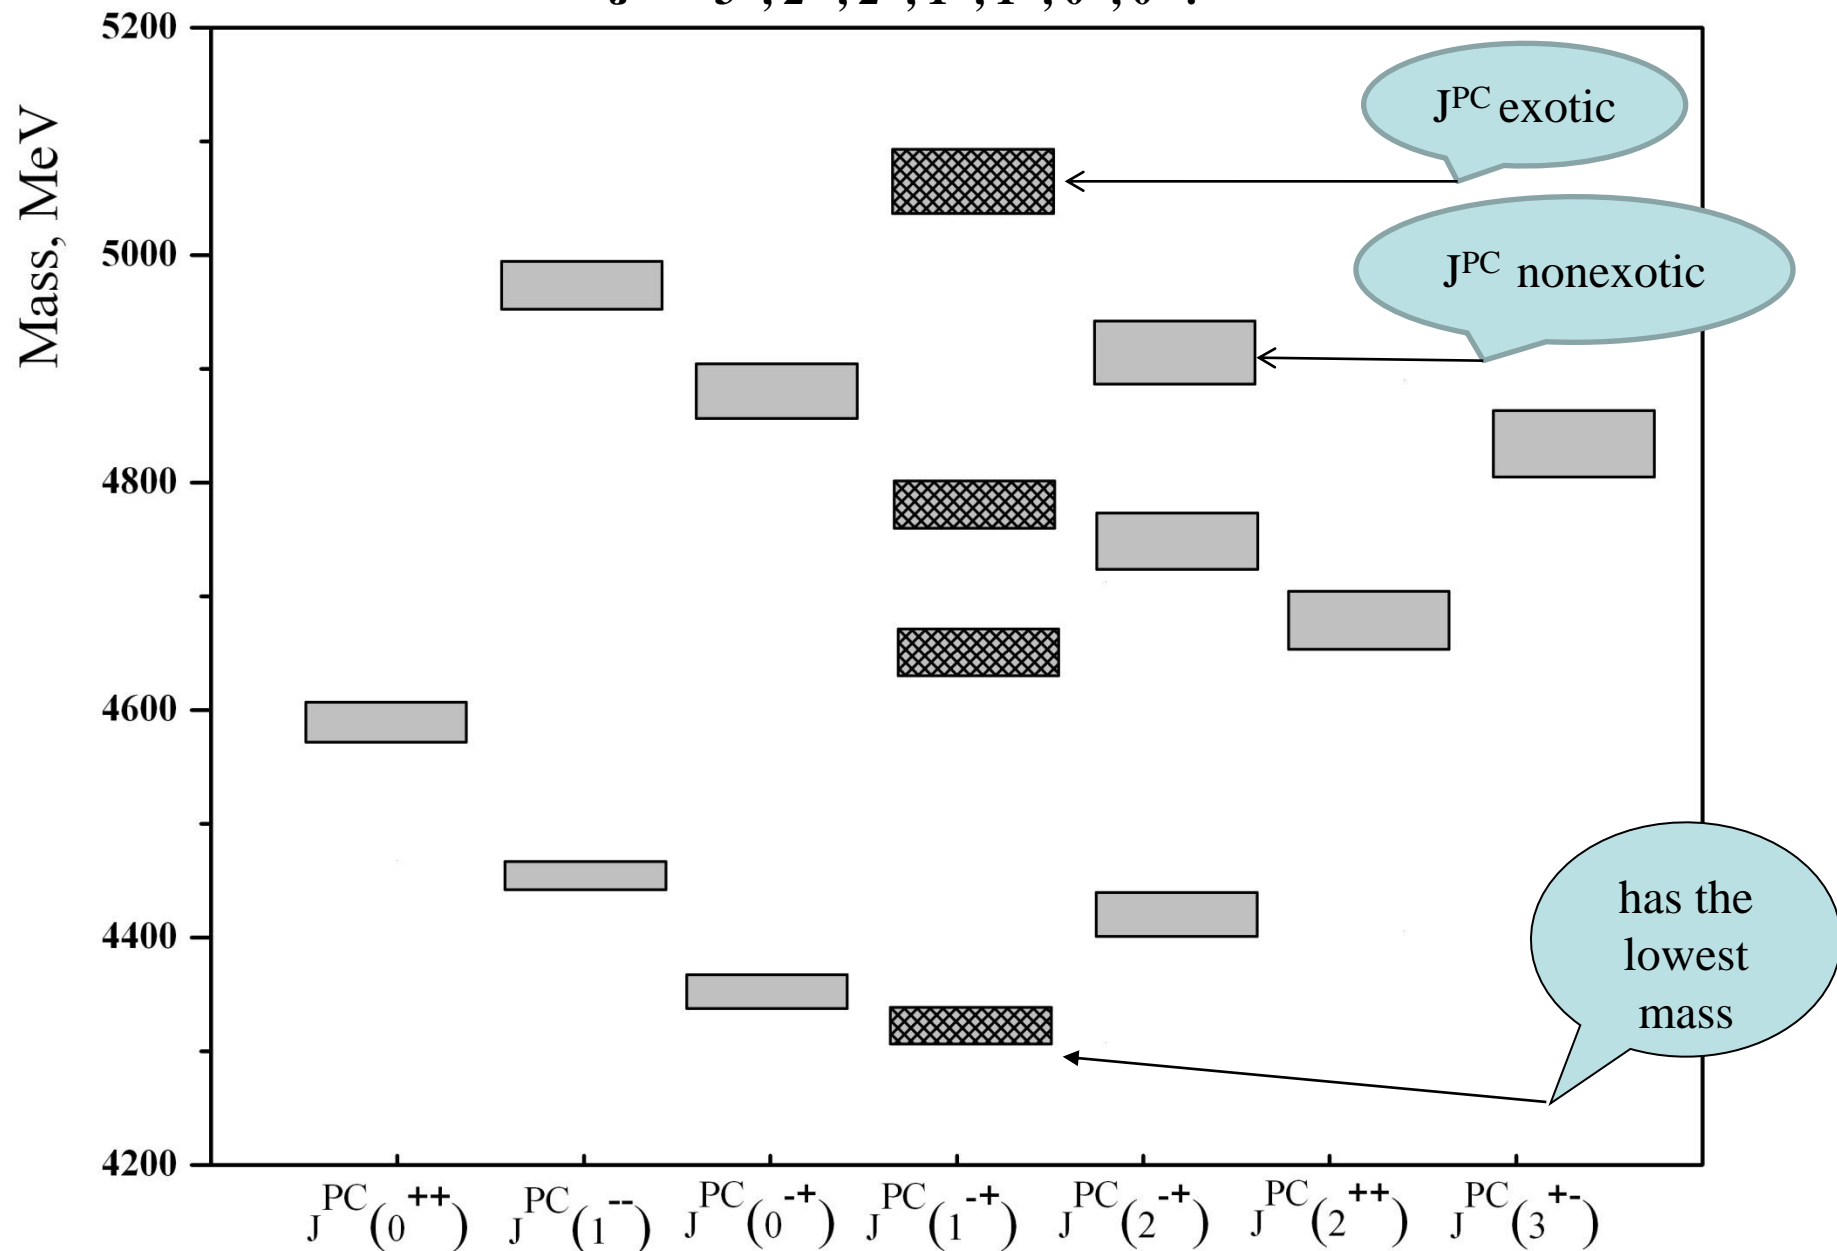 5200
Mass, MeV
J^PC exotic
5000
J^PC nonexotic
4800
4600
has the
lowest
mass
4400
4200
J^PC(0^++) J^PC(1^--) J^PC(0^-+) J^PC(1^-+) J^PC(2^-+) J^PC(2^++) J^PC(3^+-)